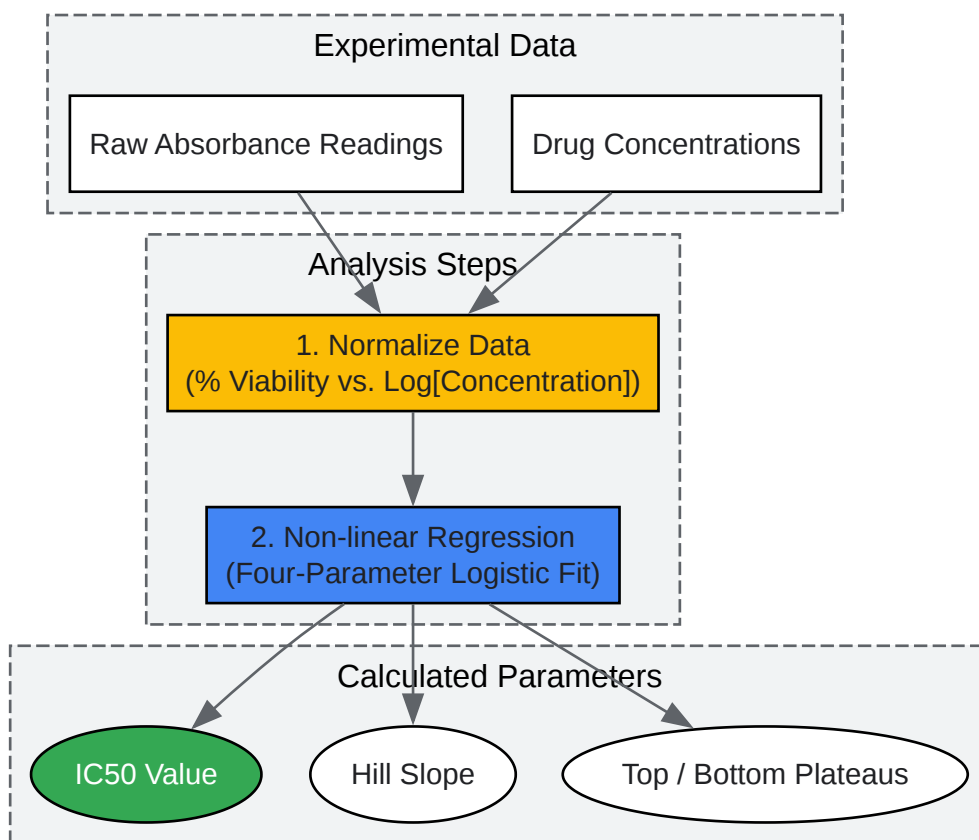 Experimental Data
Raw Absorbance Readings
Drug Concentrations
Analysis Steps
1. Normalize Data
(% Viability vs. Log[Concentration])
2. Non-linear Regression
(Four-Parameter Logistic Fit)
Calculated Parameters
IC50 Value
Hill Slope
Top / Bottom Plateaus